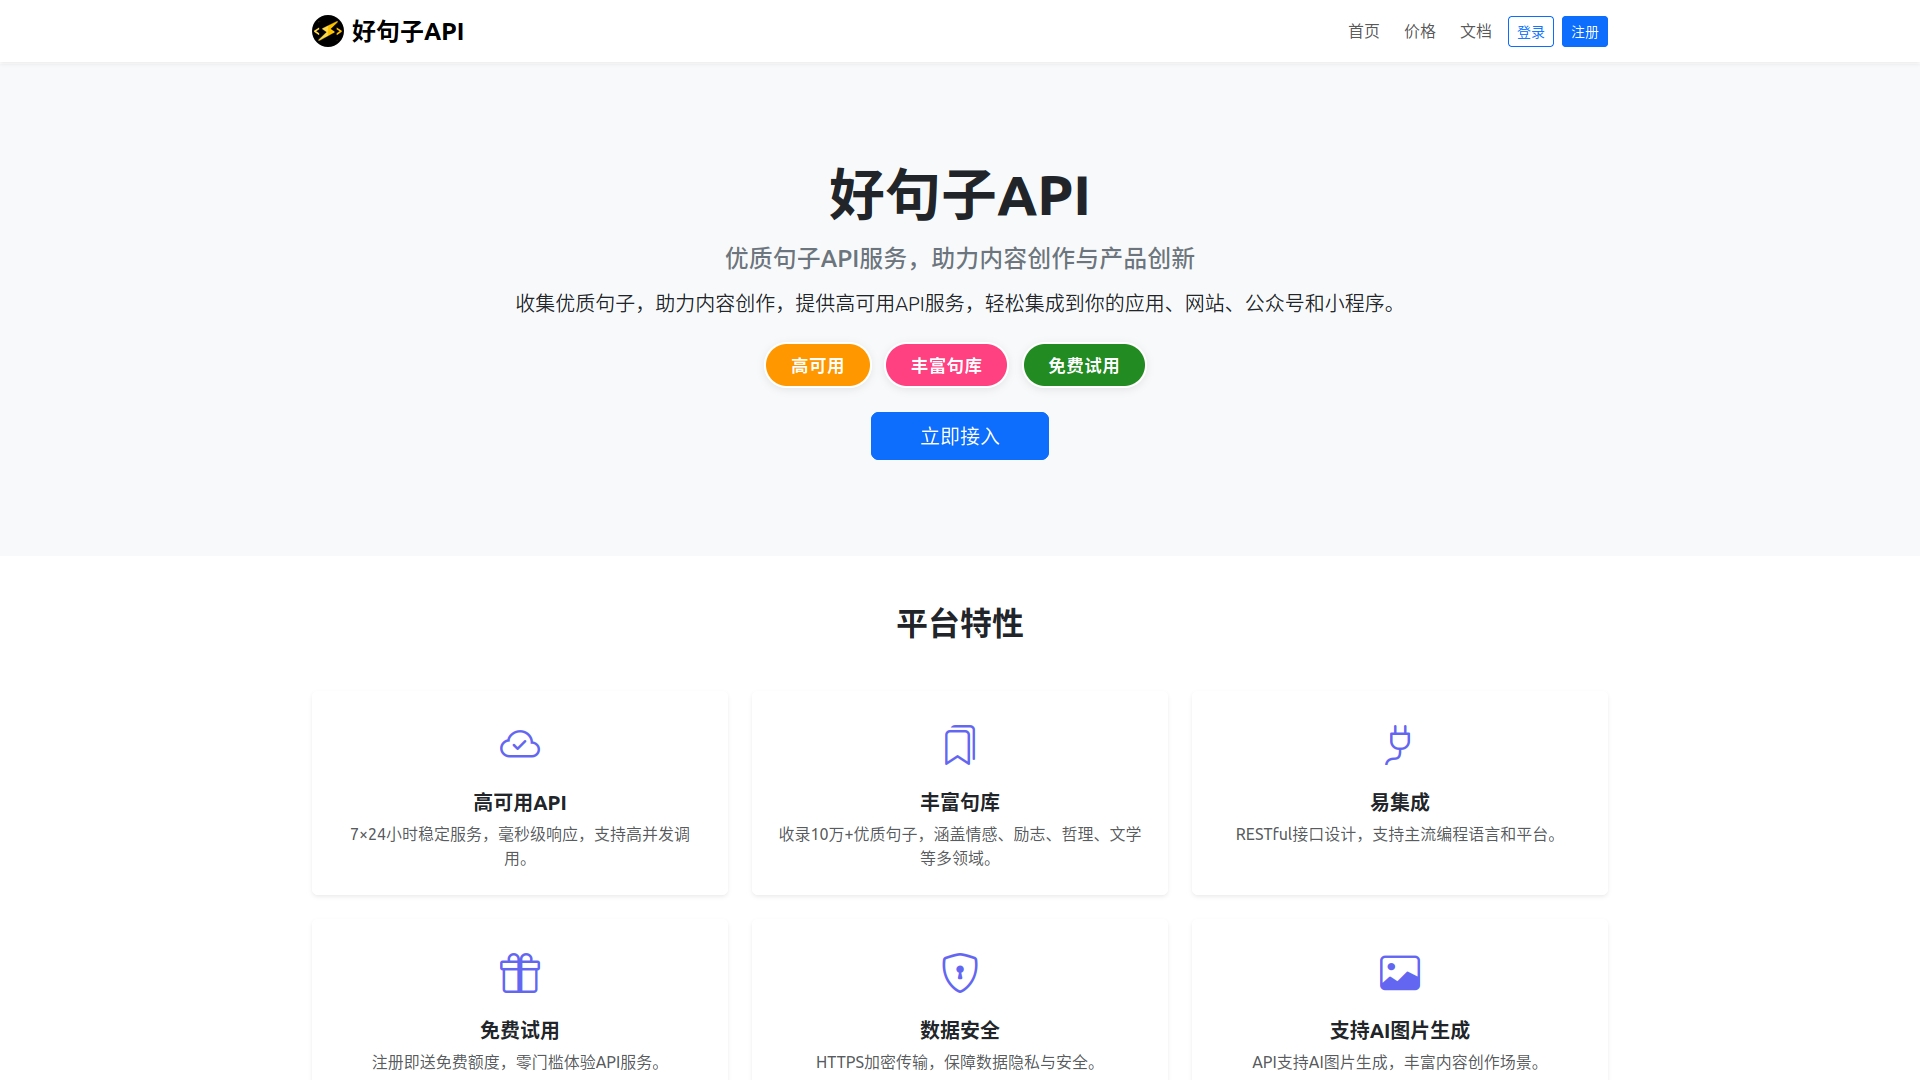 好句子API
首页 价格 文档 登录 注册
好句子API
优质句子API服务，助力内容创作与产品创新
收集优质句子，助力内容创作，提供高可用API服务，轻松集成到你的应用、网站、公众号和小程序。
高可用 丰富句库 免费试用
立即接入
平台特性
高可用API
7×24小时稳定服务，毫秒级响应，支持高并发调
用。
丰富句库
收录10万+优质句子，涵盖情感、励志、哲理、文学
等多领域。
易集成
RESTful接口设计，支持主流编程语言和平台。
免费试用
注册即送免费额度，零门槛体验API服务。
数据安全
HTTPS加密传输，保障数据隐私与安全。
支持AI图片生成
API支持AI图片生成，丰富内容创作场景。